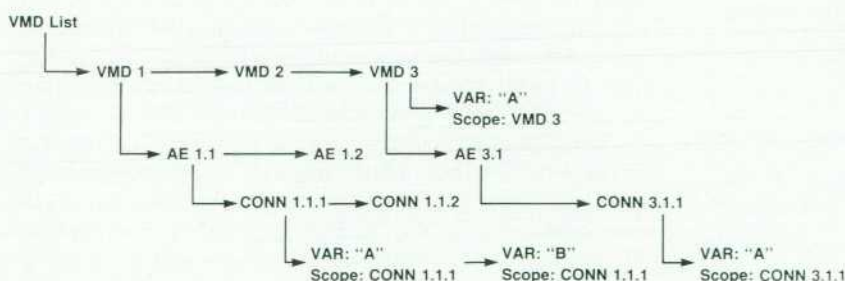 VMD List
VMD 1 VMD 2 VMD 3
VAR: "A"
Scope: VMD 3
AE 1.1 AE 1.2 AE 3.1
CONN 1.1.1 CONN 1.1.2 CONN 3.1.1
VAR: "A" VAR: "B" VAR: "A"
Scope: CONN 1.1.1 Scope: CONN 1.1.1 Scope: CONN 3.1.1